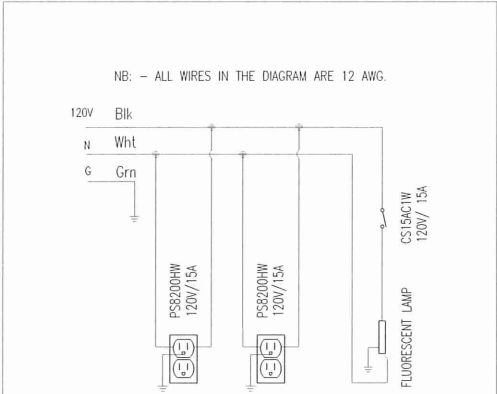 NB: - ALL WIRES IN THE DIAGRAM ARE 12 AWG.
120V Blk
N Wht
G Grn
PS8200HW
120V/15A
PS8200HW
120V/15A
CS15AC1W
120V/ 15A
FLUORESCENT LAMP